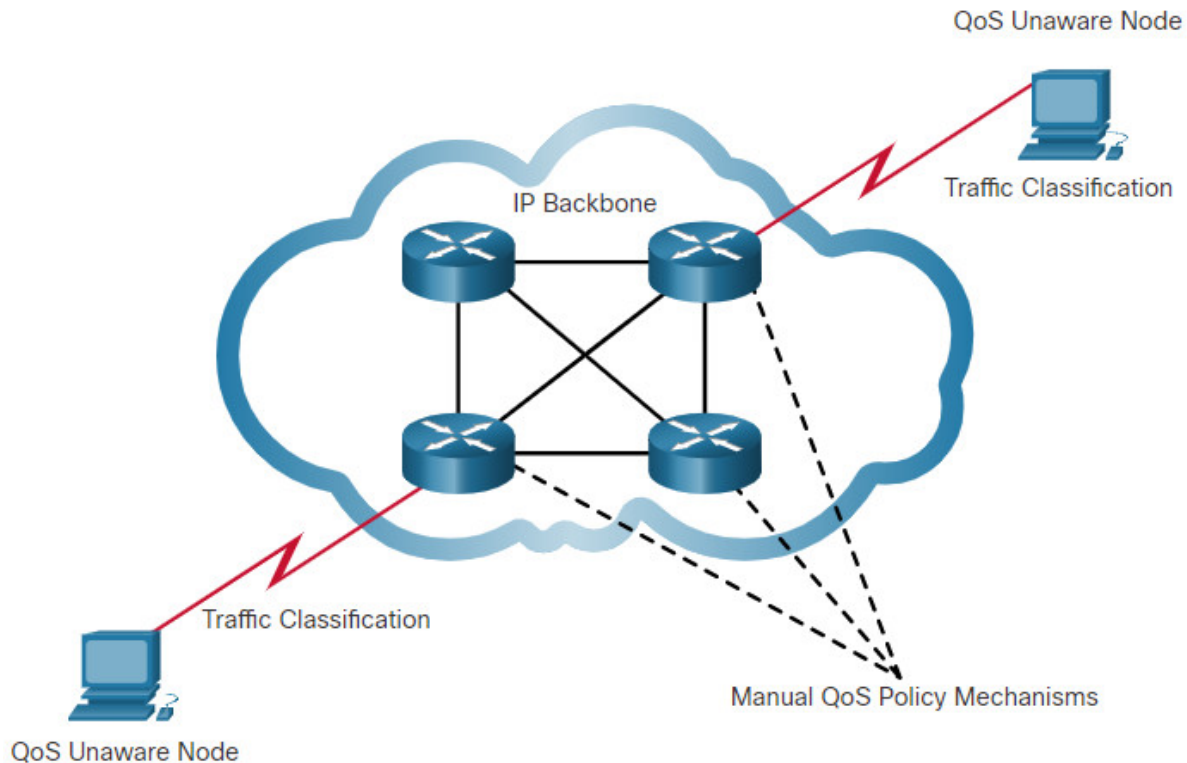 QoS Unaware Node
Traffic Classification
IP Backbone
Traffic Classification
Manual QoS Policy Mechanisms
QoS Unaware Node